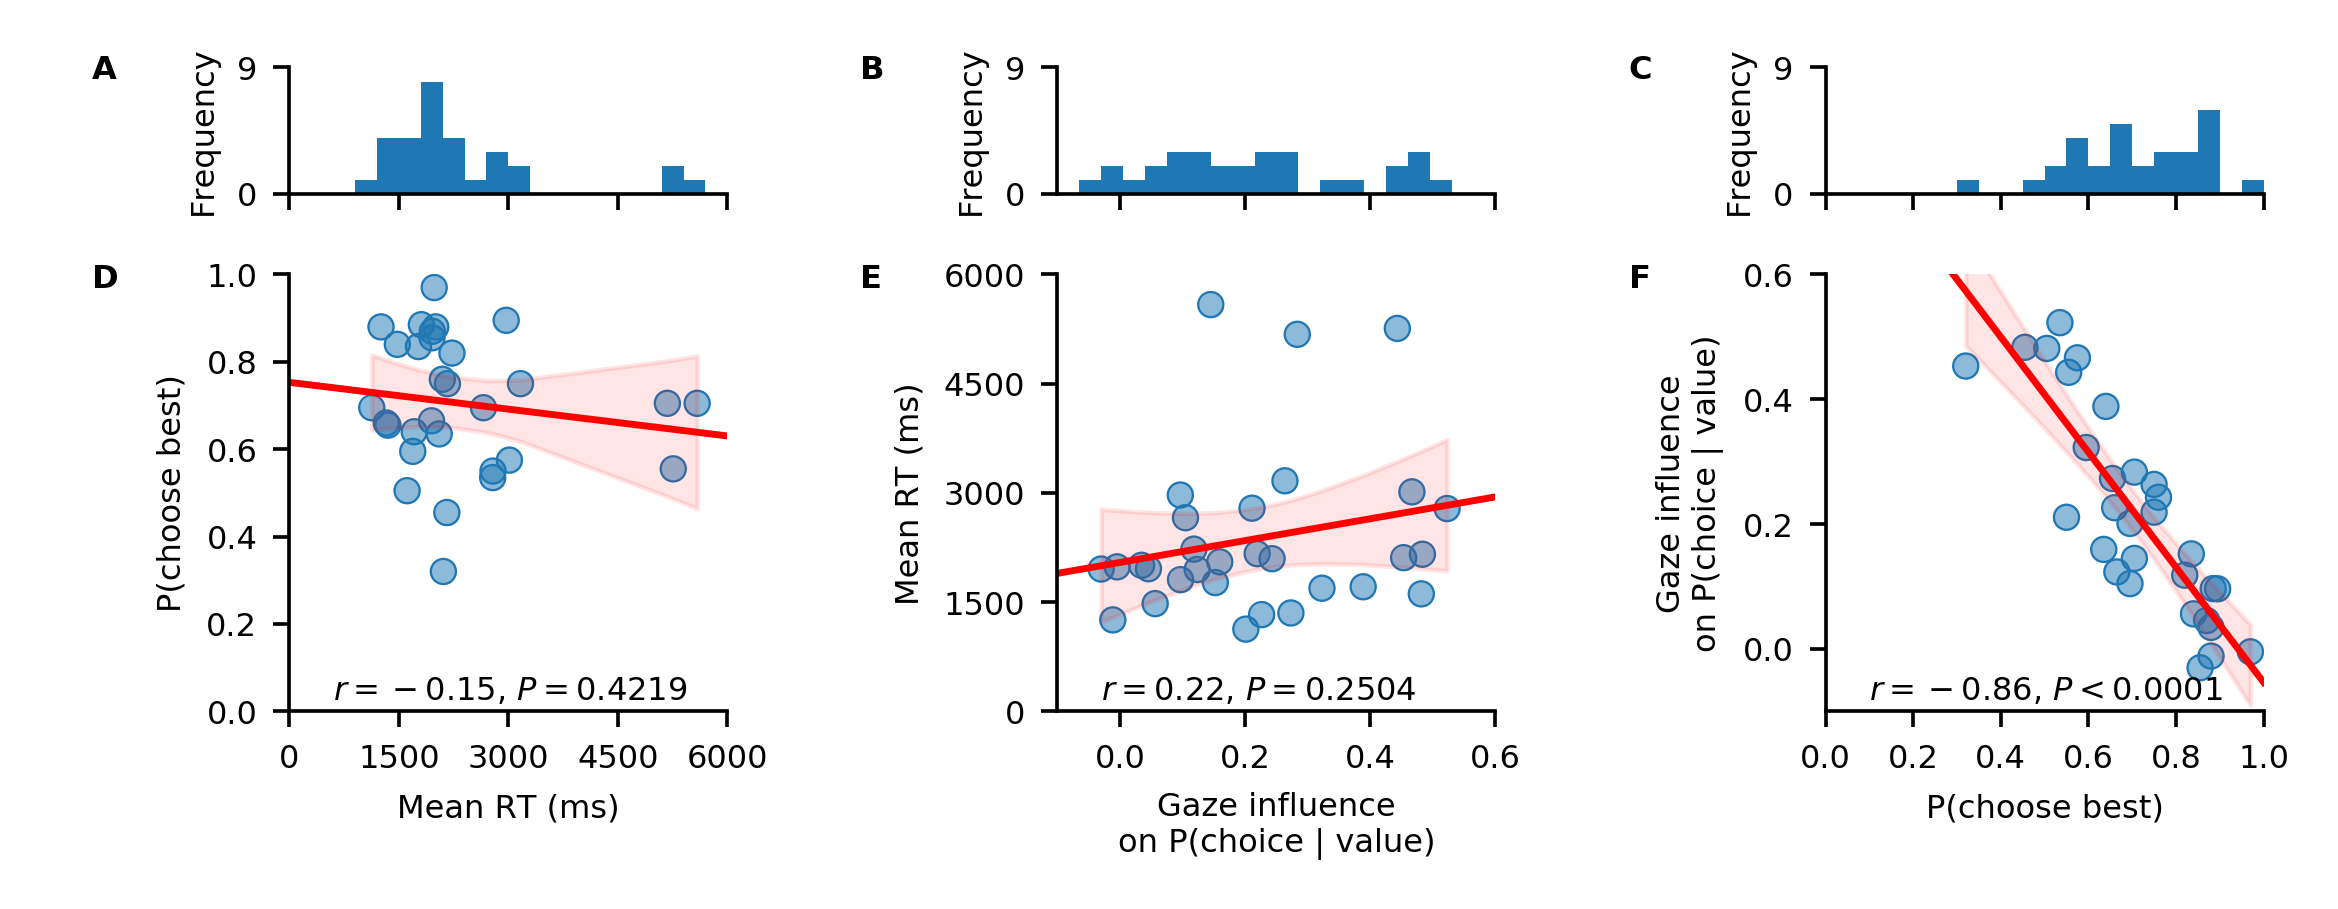 A
Frequency
9
0
B
Frequency
9
0
C
Frequency
9
0
D
P(choose best)
1.0
0.8
0.6
0.4
0.2
0.0
r = −0.15, P = 0.4219
0 1500 3000 4500 6000
Mean RT (ms)
E
Mean RT (ms)
6000
4500
3000
1500
0
r = 0.22, P = 0.2504
0.0 0.2 0.4 0.6
Gaze influence
on P(choice | value)
F
Gaze influence
on P(choice | value)
0.6
0.4
0.2
0.0
r = −0.86, P < 0.0001
0.0 0.2 0.4 0.6 0.8 1.0
P(choose best)